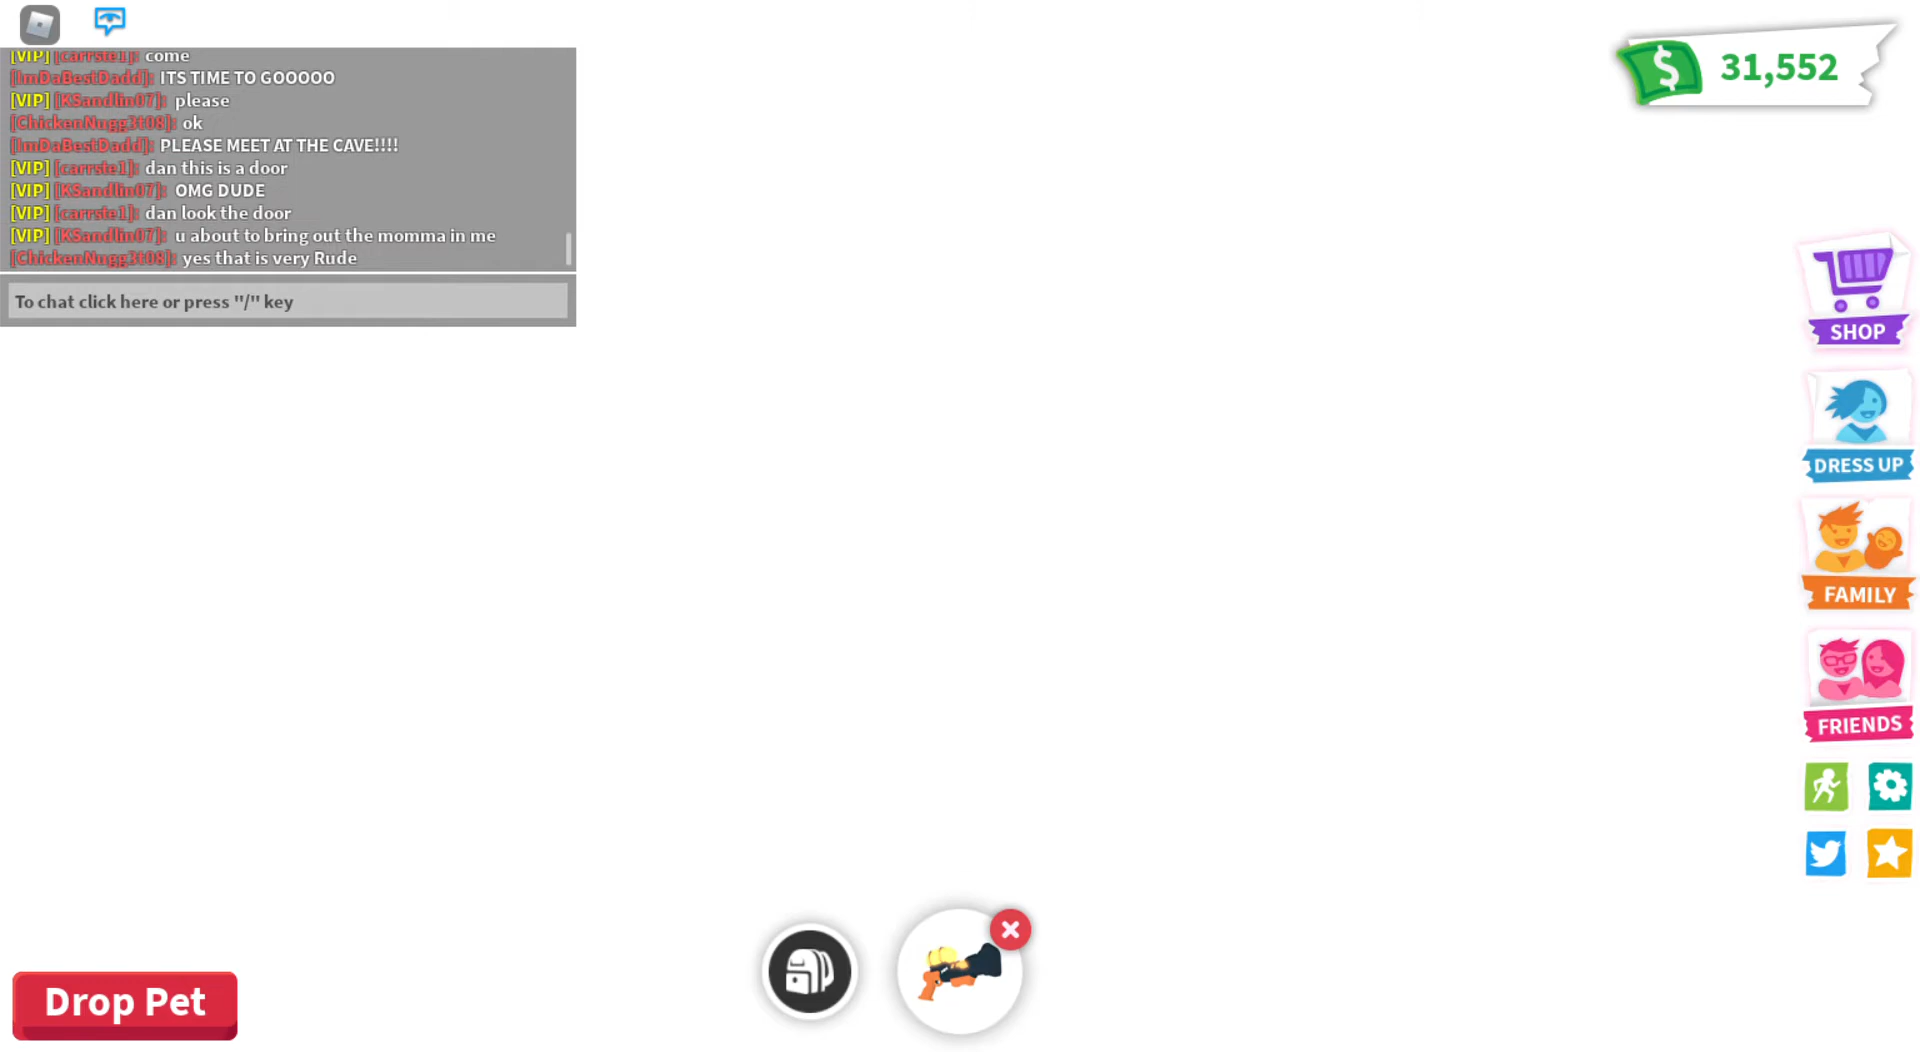 [VIP] [carrste1]: come
[ImDaBestDadd]: ITS TIME TO GOOOOO
31,552
[VIP] [KSandlin07]: please
[ChickenNugg3t08]: ok
[ImDaBestDadd]: PLEASE MEET AT THE CAVE!!!!
[VIP] [carrste1]: dan this is a door
[VIP] [KSandlin07]: OMG DUDE
[VIP] [carrste1]: dan look the door
[VIP] [KSandlin07]: u about to bring out the momma in me
[ChickenNugg3t08]: yes that is very Rude
To chat click here or press "/" key
SHOP
DRESS UP
FAMILY
FRIENDS
Drop Pet